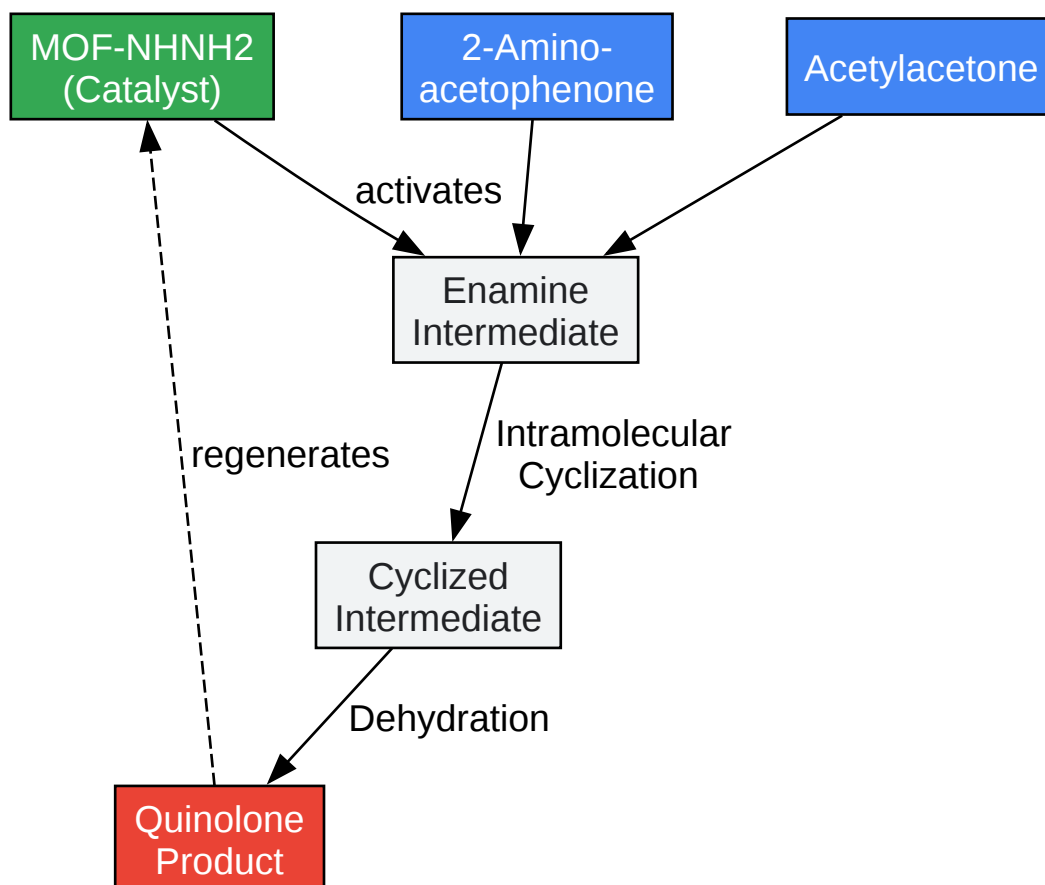 MOF-NHNH2
(Catalyst)
2-Amino-
acetophenone
Acetylacetone
activates
Enamine
Intermediate
Intramolecular
Cyclization
regenerates
Cyclized
Intermediate
Dehydration
Quinolone
Product